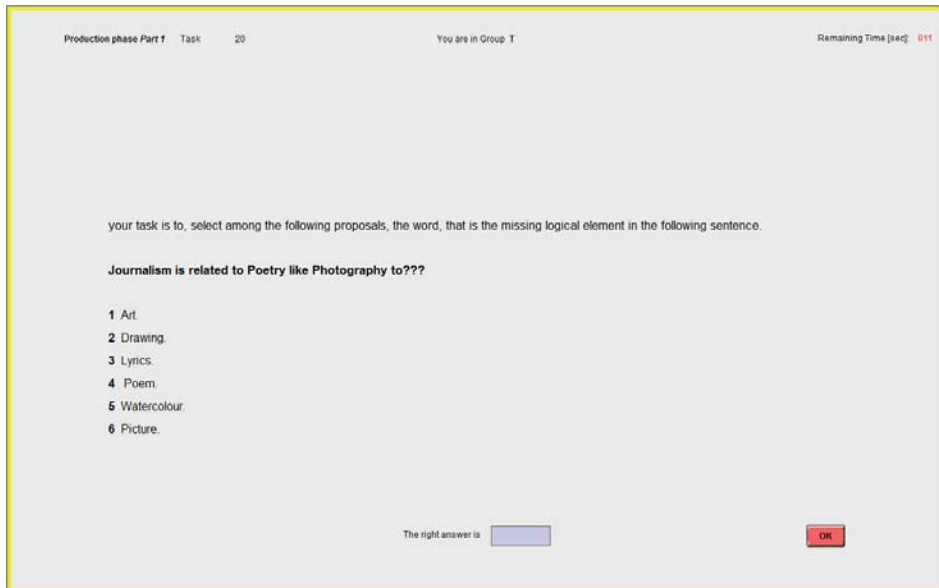 Production phase Part 1 Task 20 You are in Group T Remaining Time [sec]: 011
your task is to, select among the following proposals, the word, that is the missing logical element in the following sentence.
Journalism is related to Poetry like Photography to???
1 Art.
2 Drawing.
3 Lyrics.
4 Poem.
5 Watercolour.
6 Picture.
The right answer is
OK